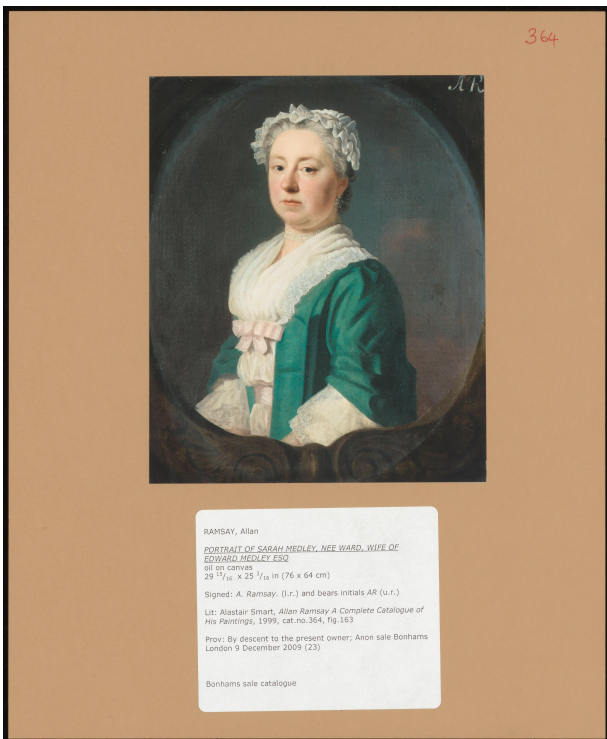 364
AR
RAMSAY, Allan
PORTRAIT OF SARAH MEDLEY, NEE WARD, WIFE OF
EDWARD MEDLEY ESQ
oil on canvas
29 15/16 x 25 3/16 in (76 x 64 cm)
Signed: A. Ramsay. (l.r.) and bears initials AR (u.r.)
Lit: Alastair Smart, Allan Ramsay A Complete Catalogue of
His Paintings, 1999, cat.no.364, fig.163
Prov: By descent to the present owner; Anon sale Bonhams
London 9 December 2009 (23)
Bonhams sale catalogue